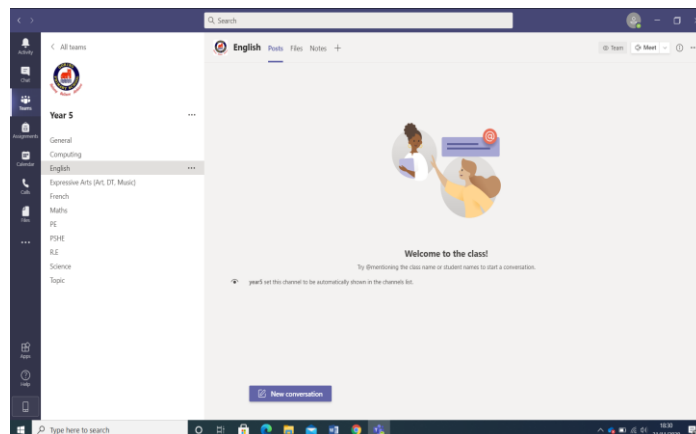 Search
Activity
Chat
Teams
Assignments
Calendar
Calls
Files
Apps
Help
All teams
Year 5
General
Computing
English
Expressive Arts (Art, DT, Music)
French
Maths
PE
PSHE
R.E
Science
Topic
English Posts Files Notes +
Team Meet
Welcome to the class!
Try @mentioning the class name or student names to start a conversation.
year5 set this channel to be automatically shown in the channels list.
New conversation
Type here to search
18:30